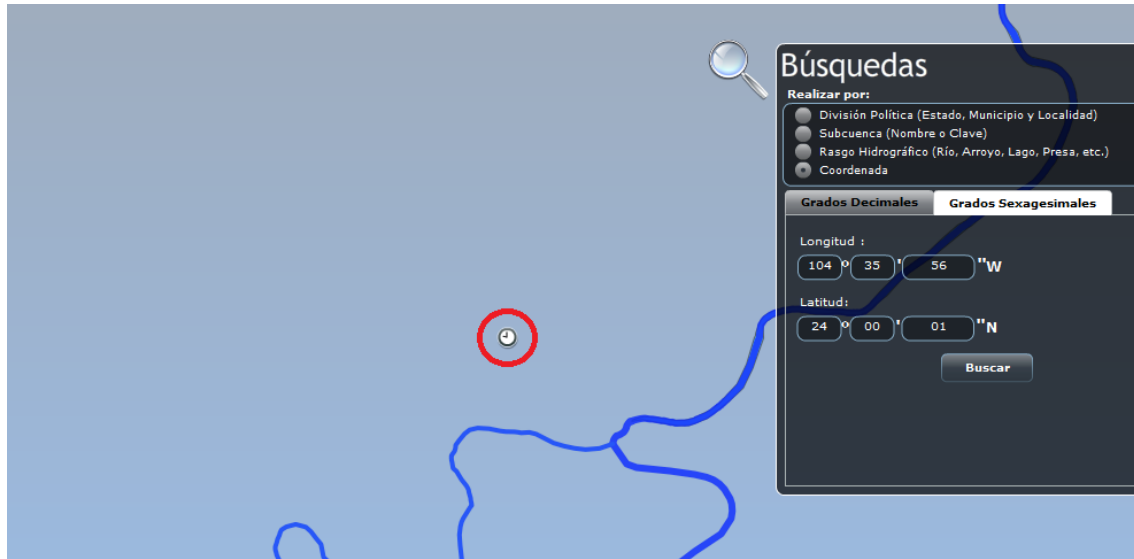 Búsquedas
Realizar por:
División Política (Estado, Municipio y Localidad)
Subcuenca (Nombre o Clave)
Rasgo Hidrográfico (Río, Arroyo, Lago, Presa, etc.)
Coordenada
Grados Decimales Grados Sexagesimales
Longitud :
104 º 35 ' 56 "W
Latitud:
24 º 00 ' 01 "N
Buscar